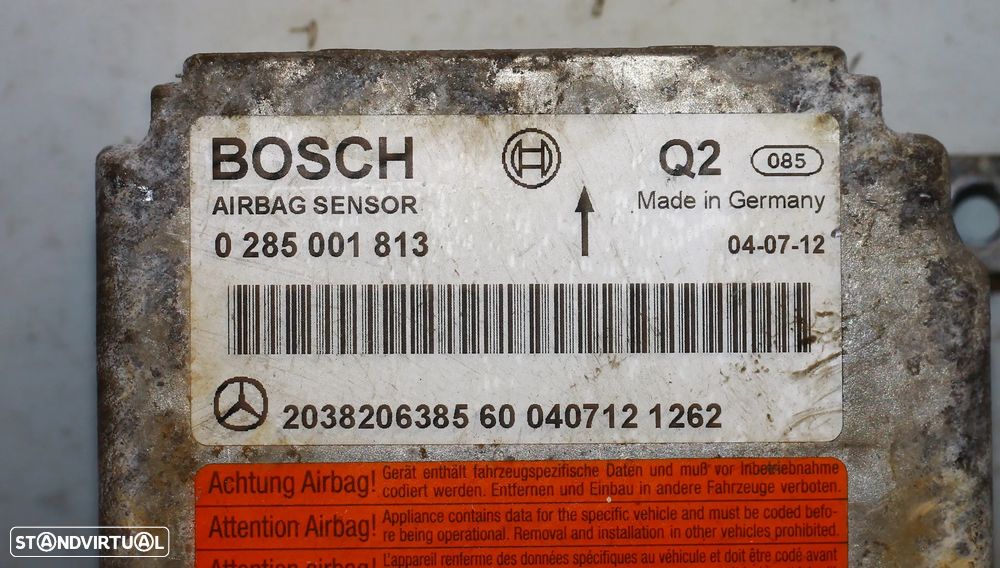 BOSCH
Q2 085
AIRBAG SENSOR
Made in Germany
0 285 001 813
04-07-12
2038206385 60 040712 1262
Achtung Airbag! Gerät enthält fahrzeugspezifische Daten und muß vor Inbetriebnahme
codiert werden. Entfernen und Einbau in andere Fahrzeuge verboten.
Attention Airbag! Appliance contains data for the specific vehicle and must be coded befo-
re being operational. Removal and installation in other vehicles prohibited.
Attention airbag! L'appareil renferme des données spécifiques au véhicule et doit être codé avant
STANDVIRTUAL